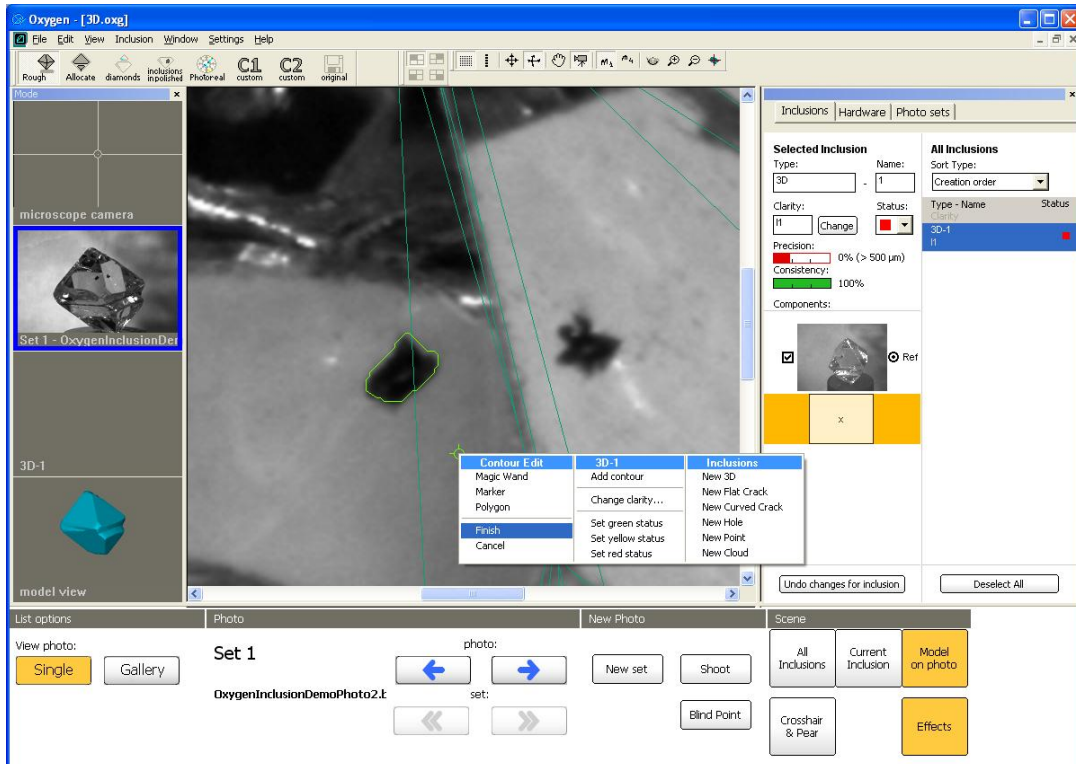 Oxygen - [3D.oxg]
File Edit View Inclusion Window Settings Help
Rough Allocate diamonds inclusions inpolished Photoreal C1 custom C2 custom original
Mode
microscope camera
Set 1 - OxygenInclusionDer
3D-1
model view
Contour Edit
Magic Wand
Marker
Polygon
Finish
Cancel
3D-1
Add contour
Change clarity...
Set green status
Set yellow status
Set red status
Inclusions
New 3D
New Flat Crack
New Curved Crack
New Hole
New Point
New Cloud
Inclusions Hardware Photo sets
Selected Inclusion
Type: Name:
3D - 1
Clarity: Status:
I1 Change
Precision:
0% (> 500 µm)
Consistency:
100%
Components:
Ref
x
Undo changes for inclusion
All Inclusions
Sort Type:
Creation order
Type - Name Status
Clarity
3D-1
I1
Deselect All
List options
View photo:
Single Gallery
Photo
Set 1
OxygenInclusionDemoPhoto2.b
photo:
set:
New Photo
New set Shoot
Blind Point
Scene
All Inclusions
Current Inclusion
Model on photo
Crosshair & Pear
Effects